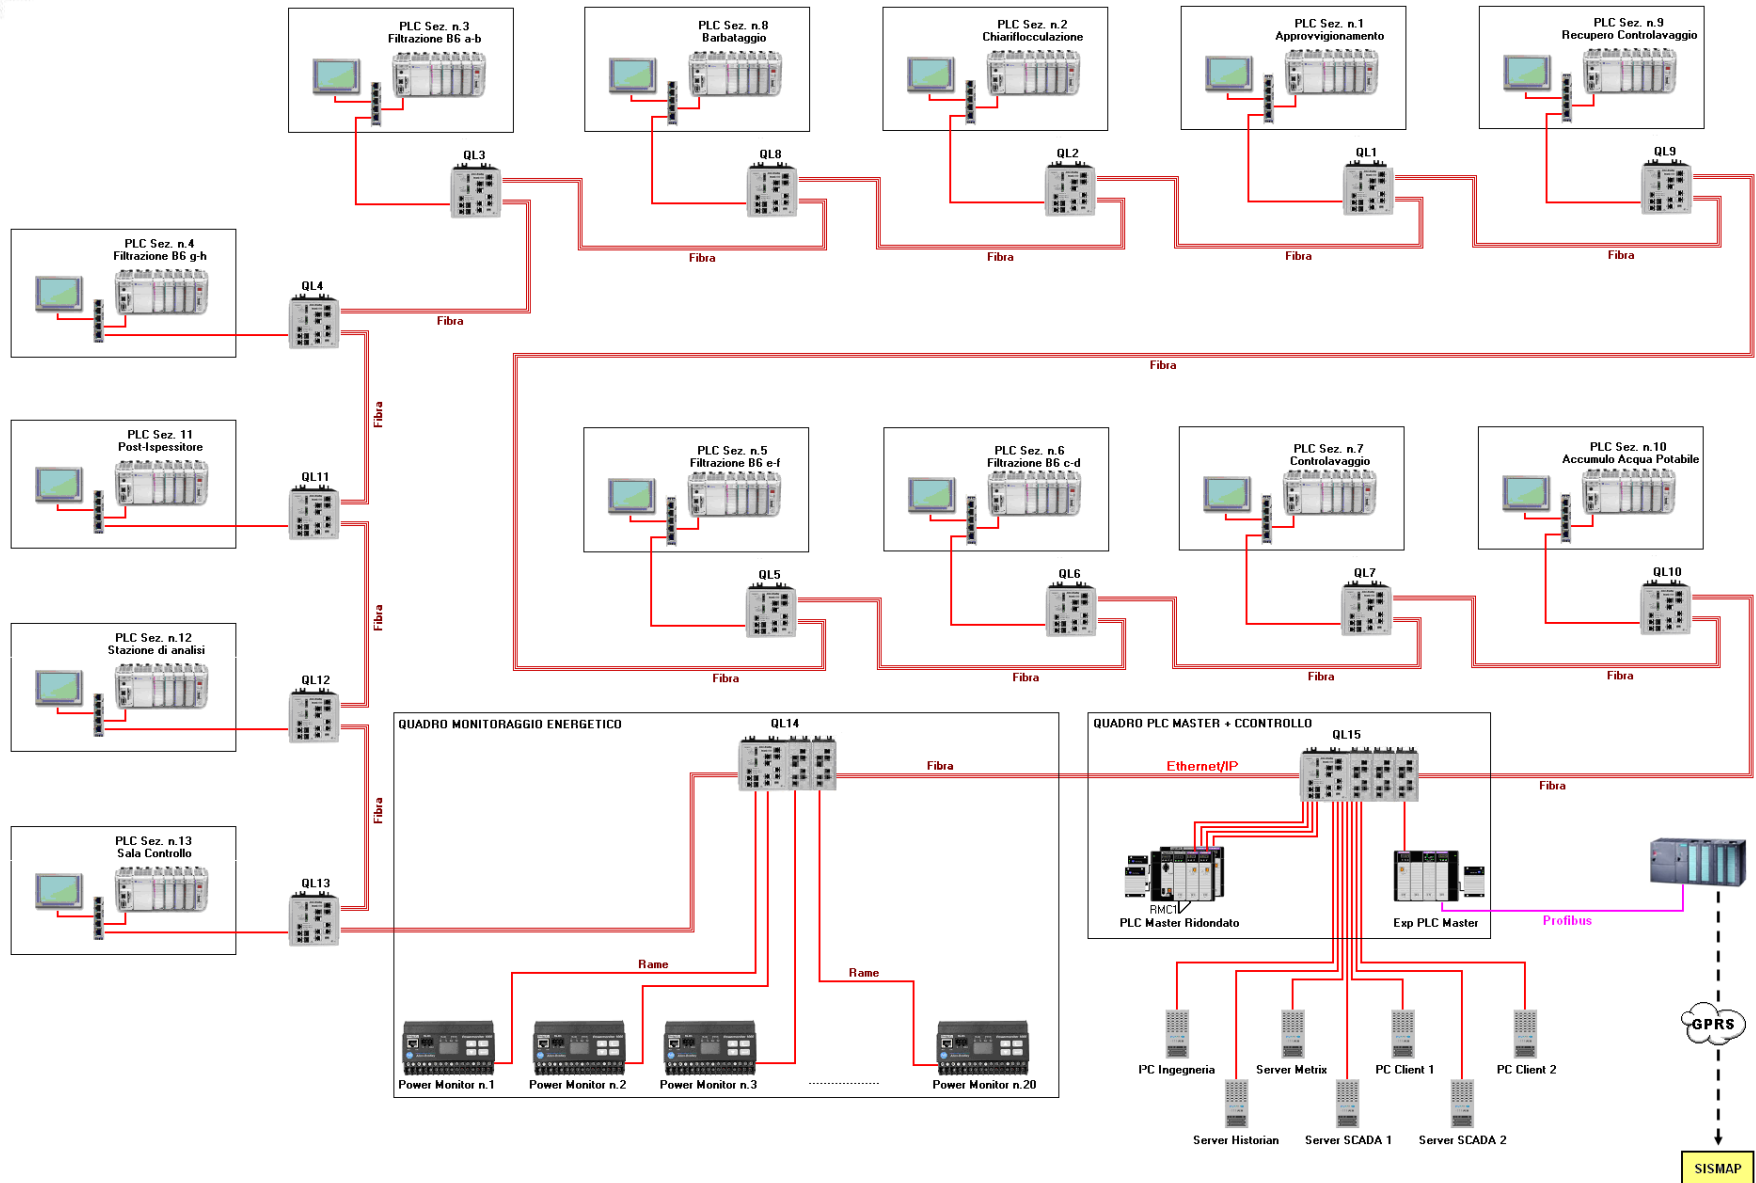 PLC Sez. n.3
Filtrazione B6 a-b
PLC Sez. n.8
Barbataggio
PLC Sez. n.2
Chiariflocculazione
PLC Sez. n.1
Approvvigionamento
PLC Sez. n.9
Recupero Controlavaggio
QL3
QL8
QL2
QL1
QL9
Fibra
Fibra
Fibra
Fibra
PLC Sez. n.4
Filtrazione B6 g-h
QL4
Fibra
Fibra
Fibra
PLC Sez. 11
Post-Ispessitore
QL11
PLC Sez. n.5
Filtrazione B6 e-f
PLC Sez. n.6
Filtrazione B6 c-d
PLC Sez. n.7
Controlavaggio
PLC Sez. n.10
Accumulo Acqua Potabile
QL5
QL6
QL7
QL10
Fibra
Fibra
Fibra
Fibra
Fibra
PLC Sez. n.12
Stazione di analisi
QL12
Fibra
QUADRO MONITORAGGIO ENERGETICO
QL14
Fibra
QUADRO PLC MASTER + CCONTROLLO
QL15
Ethernet/IP
Fibra
PLC Sez. n.13
Sala Controllo
QL13
RMC1
PLC Master Ridondato
Exp PLC Master
Profibus
Rame
Rame
Power Monitor n.1
Power Monitor n.2
Power Monitor n.3
....................
Power Monitor n.20
PC Ingegneria
Server Metrix
PC Client 1
PC Client 2
Server Historian
Server SCADA 1
Server SCADA 2
GPRS
SISMAP